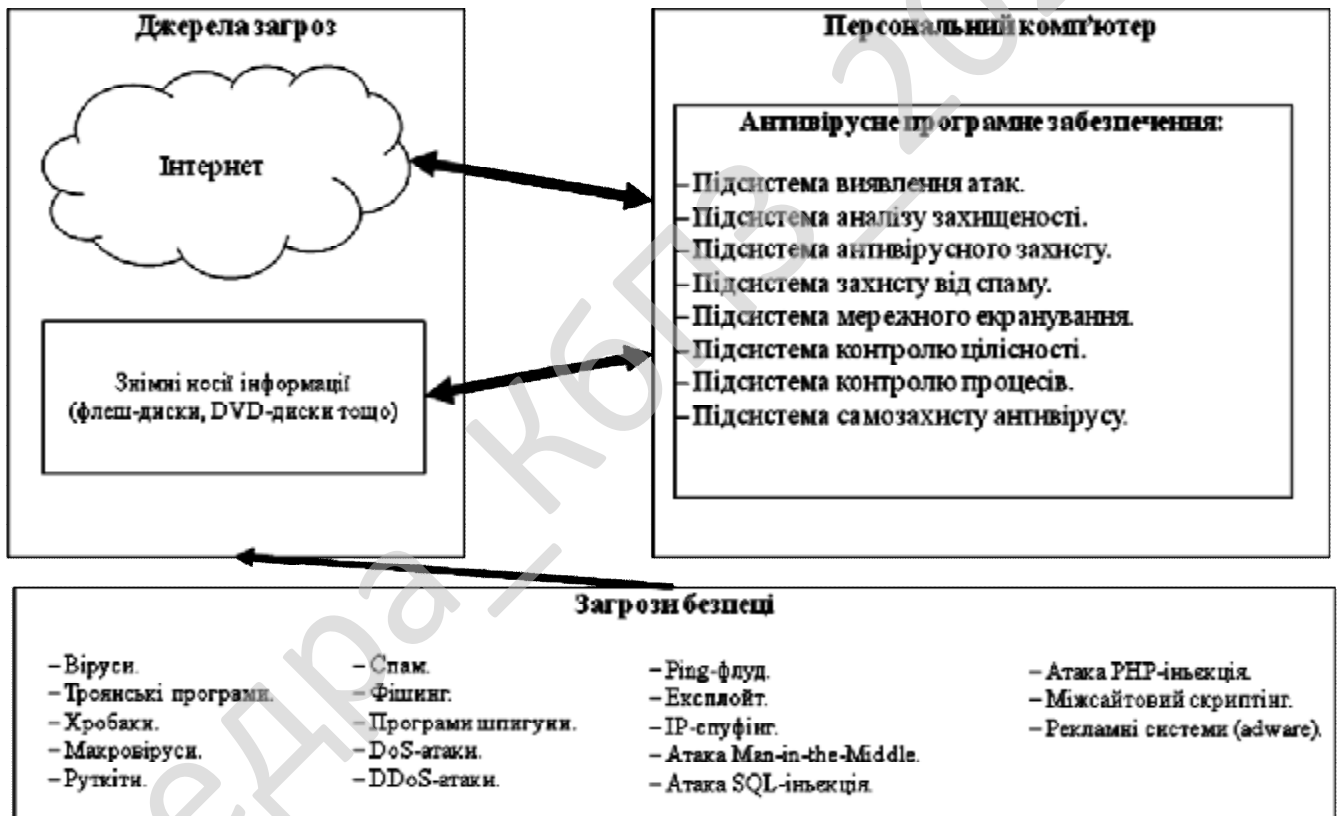 Джерела загроз
Інтернет
Знімні носії інформації
(флеш-диски, DVD-диски тощо)
Персональний комп'ютер
Антивірусне програмне забезпечення:
– Підсистема виявлення атак.
– Підсистема аналізу захищеності.
– Підсистема антивірусного захисту.
– Підсистема захисту від спаму.
– Підсистема мережного екранування.
– Підсистема контролю цілісності.
– Підсистема контролю процесів.
– Підсистема самозахисту антивірусу.
Загрози безпеці
– Віруси.
– Троянські програми.
– Хробаки.
– Макровіруси.
– Руткіти.
– Спам.
– Фішинг.
– Програми шпигуни.
– DoS-атаки.
– DDoS-атаки.
– Ping-флуд.
– Експлойт.
– IP-спуфінг.
– Атака Man-in-the-Middle.
– Атака SQL-іньєкція.
– Атака PHP-іньєкція.
– Міжсайтовий скриптінг.
– Рекламні системи (adware).